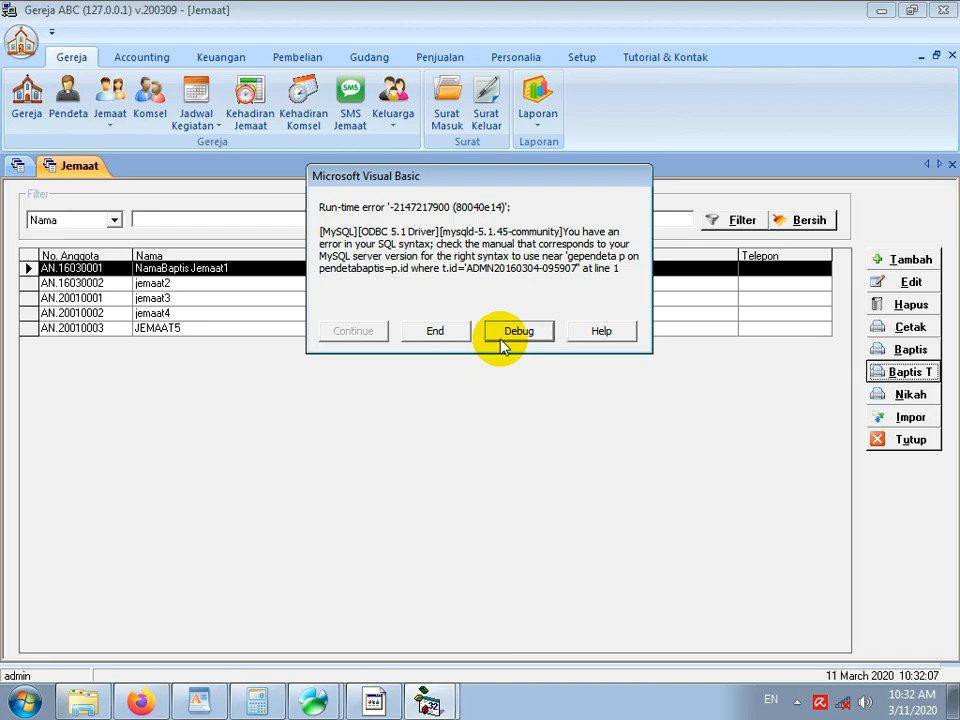 Gereja ABC (127.0.0.1) v.200309 - [Jemaat]
Gereja Accounting Keuangan Pembelian Gudang Penjualan Personalia Setup Tutorial & Kontak
Gereja Pendeta Jemaat Komsel Jadwal Kegiatan Kehadiran Jemaat Kehadiran Komsel SMS Jemaat Keluarga Surat Masuk Surat Keluar Laporan
SMS
Gereja Surat Laporan
Jemaat
Filter
Nama Filter Bersih
No. Anggota Nama Telepon
AN.16030001 NamaBaptis Jemaat1
AN.16030002 jemaat2
AN.20010001 jemaat3
AN.20010002 jemaat4
AN.20010003 JEMAAT5
Microsoft Visual Basic
Run-time error '-2147217900 (80040e14)':
[MySQL][ODBC 5.1 Driver][mysqld-5.1.45-community]You have an
error in your SQL syntax; check the manual that corresponds to your
MySQL server version for the right syntax to use near 'gependeta p on
pendetabaptis=p.id where t.id='ADMN20160304-095907'' at line 1
Continue End Debug Help
Tambah
Edit
Hapus
Cetak
Baptis
Baptis T
Nikah
Impor
Tutup
admin 11 March 2020 10:32:07
32
EN 10:32 AM
3/11/2020